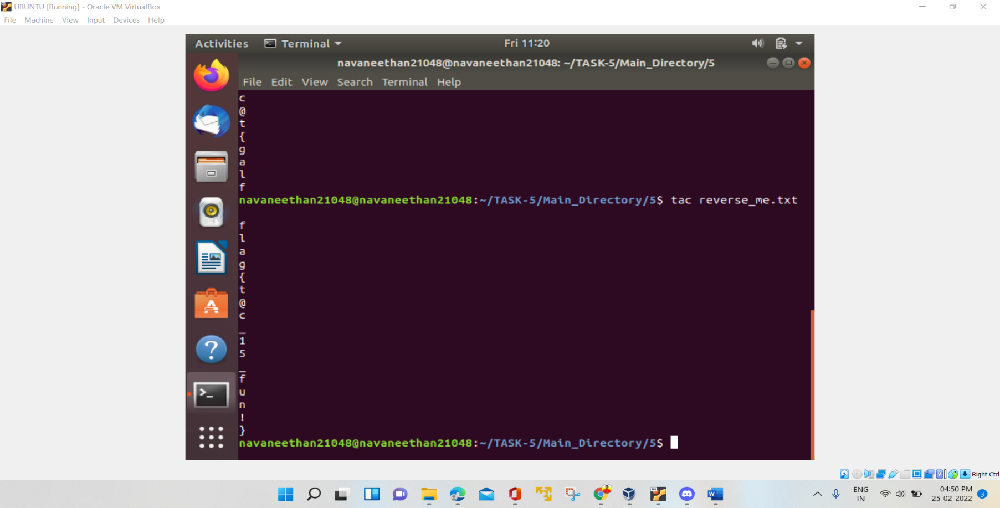 UBUNTU [Running] - Oracle VM VirtualBox
File Machine View Input Devices Help
Activities Terminal Fri 11:20
navaneethan21048@navaneethan21048: ~/TASK-5/Main_Directory/5
File Edit View Search Terminal Help
c
@
t
{
g
a
l
f
navaneethan21048@navaneethan21048:~/TASK-5/Main_Directory/5$ tac reverse_me.txt
f
l
a
g
{
t
@
c
_
1
5
_
f
u
n
!
}
navaneethan21048@navaneethan21048:~/TASK-5/Main_Directory/5$
Right Ctrl
ENG
IN
04:50 PM
25-02-2022
3